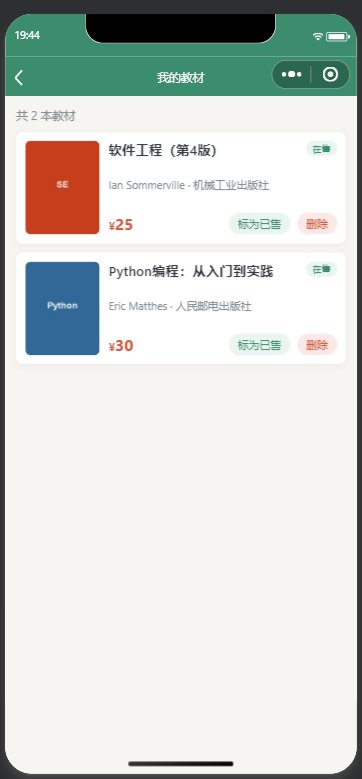 19:44
我的教材
共 2 本教材
SE
软件工程（第4版）
在售
Ian Sommerville · 机械工业出版社
¥25
标为已售
删除
Python
Python编程：从入门到实践
在售
Eric Matthes · 人民邮电出版社
¥30
标为已售
删除